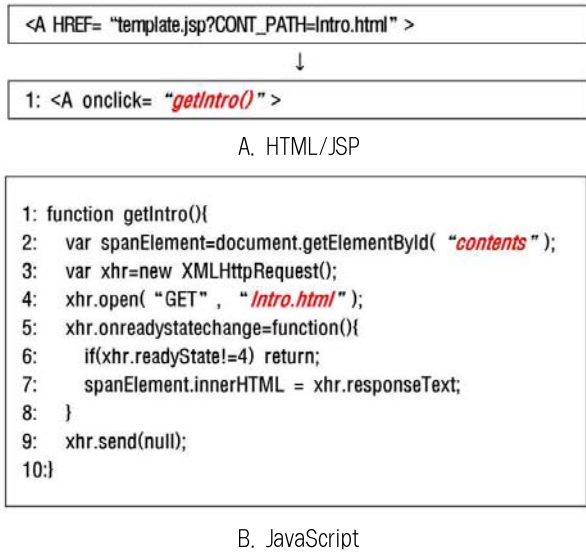 <A HREF= “template.jsp?CONT_PATH=Intro.html” >
↓
1: <A onclick= “getIntro()” >
A. HTML/JSP
1: function getIntro(){
2: var spanElement=document.getElementById( “contents” );
3: var xhr=new XMLHttpRequest();
4: xhr.open( “GET” , “Intro.html” );
5: xhr.onreadystatechange=function(){
6: if(xhr.readyState!=4) return;
7: spanElement.innerHTML = xhr.responseText;
8: }
9: xhr.send(null);
10:}
B. JavaScript